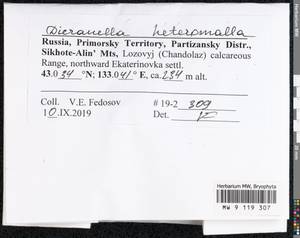 Dicranella heteromalla
Russia, Primorsky Territory, Partizansky Distr.,
Sikhote-Alin' Mts, Lozovyj (Chandolaz) calcareous
Range, northward Ekaterinovka settl.
43.034 °N; 133.041° E, ca. 234 m alt.
Coll. V.E. Fedosov # 19-2 309
10.IX.2019 Det.
Herbarium MW, Bryophyta
MW 9 119 307